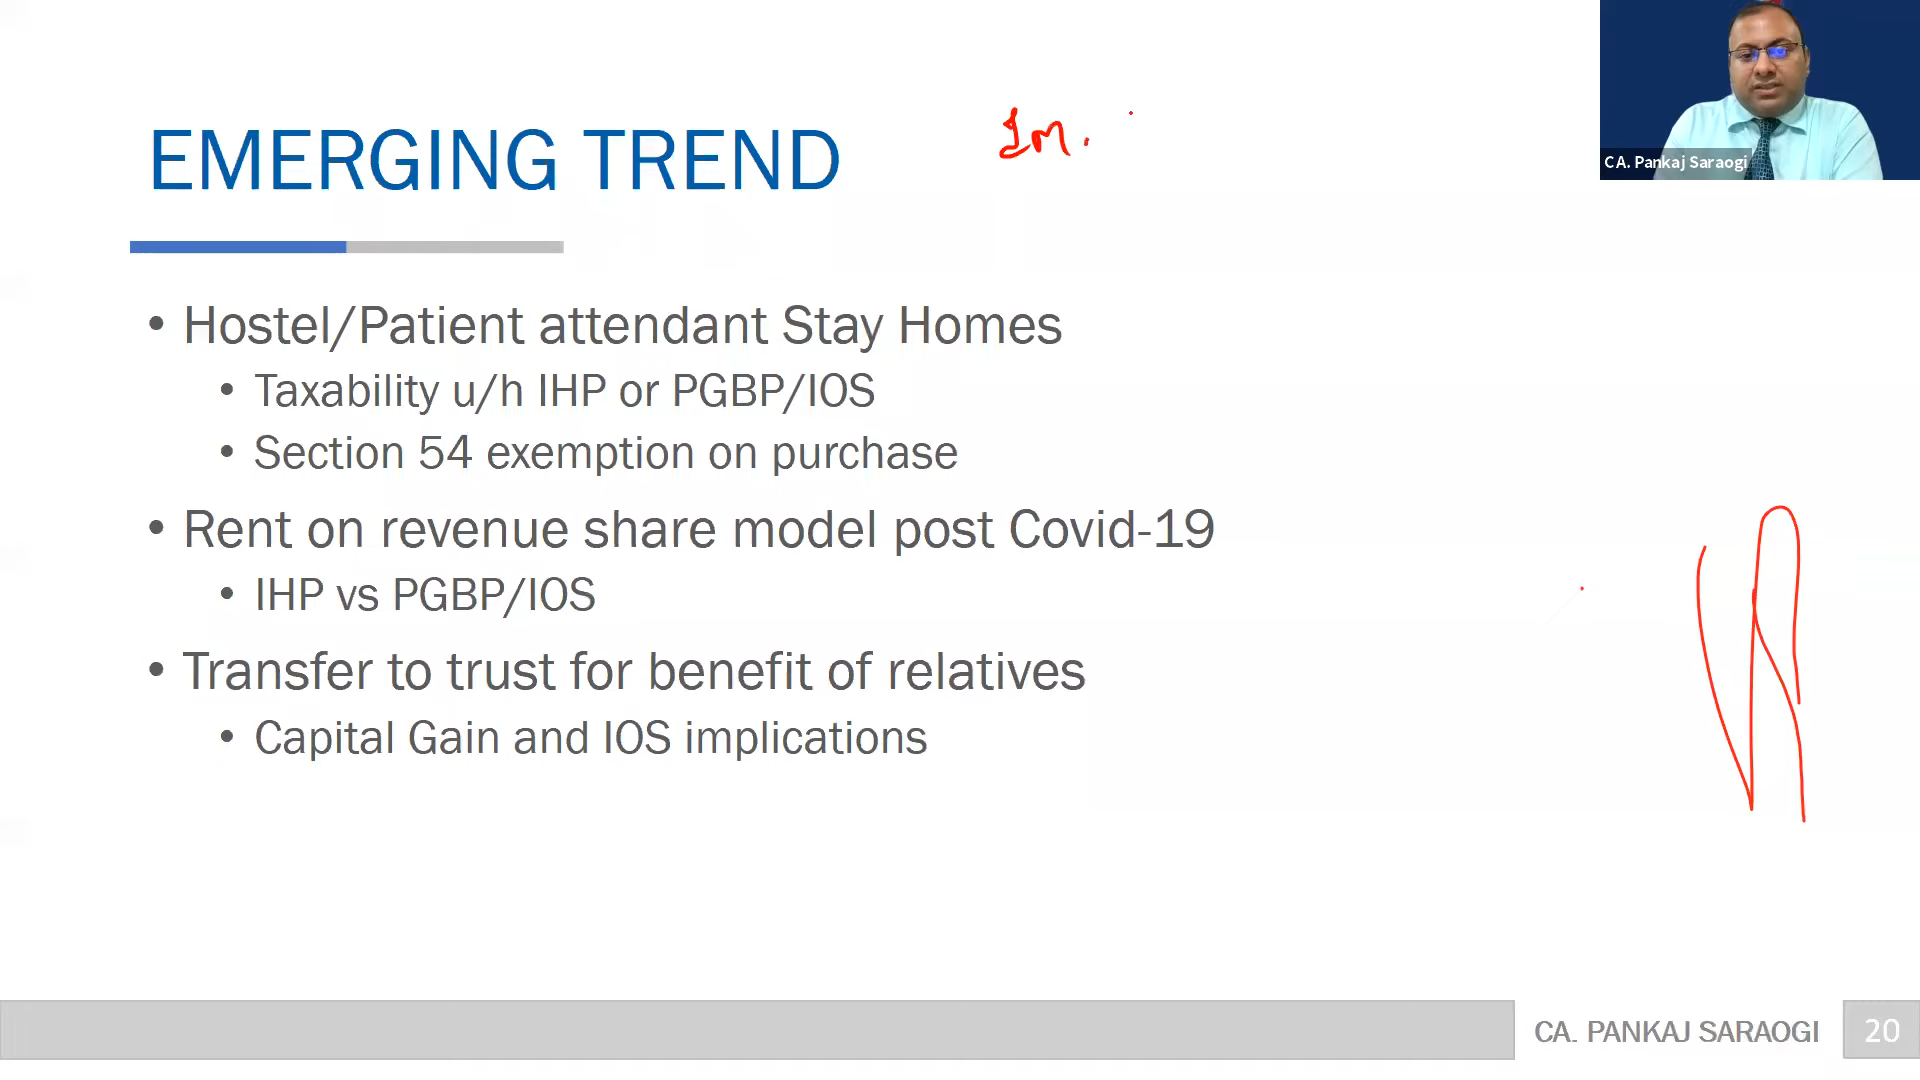 EMERGING TREND
Im.
CA. Pankaj Saraogi
• Hostel/Patient attendant Stay Homes
• Taxability u/h IHP or PGBP/IOS
• Section 54 exemption on purchase
• Rent on revenue share model post Covid-19
• IHP vs PGBP/IOS
• Transfer to trust for benefit of relatives
• Capital Gain and IOS implications
CA. PANKAJ SARAOGI
20